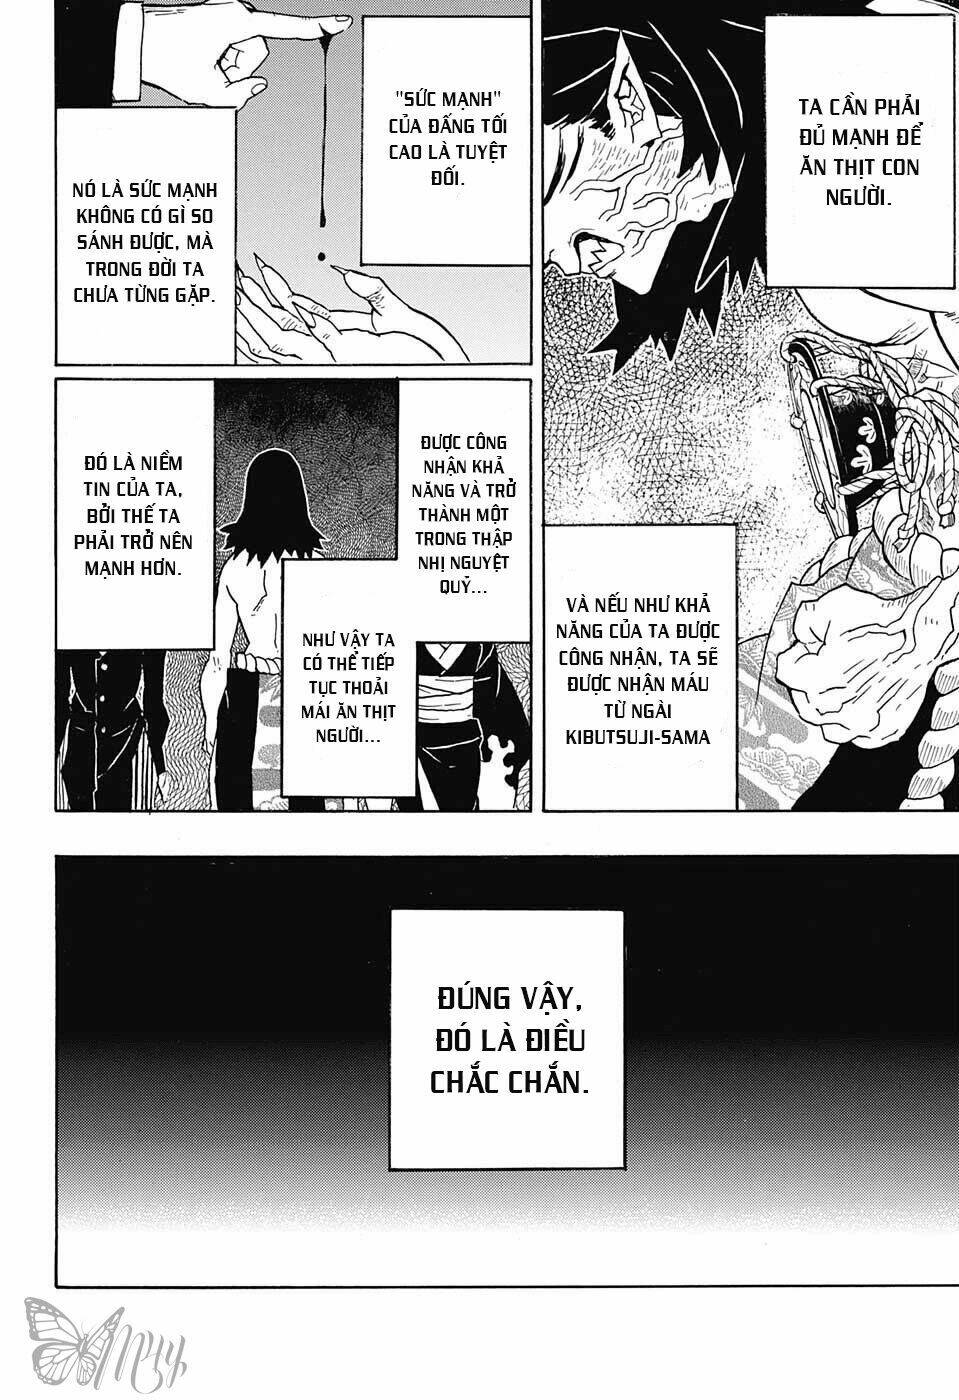 TA CẦN PHẢI
ĐỦ MẠNH ĐỂ
ĂN THỊT CON
NGƯỜI.
VÀ NẾU NHƯ KHẢ
NĂNG CỦA TA ĐƯỢC
CÔNG NHẬN, TA SẼ
ĐƯỢC NHẬN MÁU
TỪ NGÀI
KIBUTSUJI-SAMA
"SỨC MẠNH"
CỦA ĐẤNG TỐI
CAO LÀ TUYỆT
ĐỐI.
NÓ LÀ SỨC MẠNH
KHÔNG CÓ GÌ SO
SÁNH ĐƯỢC, MÀ
TRONG ĐỜI TA
CHƯA TỪNG GẶP.
ĐƯỢC CÔNG
NHẬN KHẢ
NĂNG VÀ TRỞ
THÀNH MỘT
TRONG THẬP
NHỊ NGUYỆT
QUỶ...
NHƯ VẬY TA
CÓ THỂ TIẾP
TỤC THOẢI
MÁI ĂN THỊT
NGƯỜI...
ĐÓ LÀ NIỀM
TIN CỦA TA,
BỞI THẾ TA
PHẢI TRỞ NÊN
MẠNH HƠN.
ĐÚNG VẬY,
ĐÓ LÀ ĐIỀU
CHẮC CHẮN.